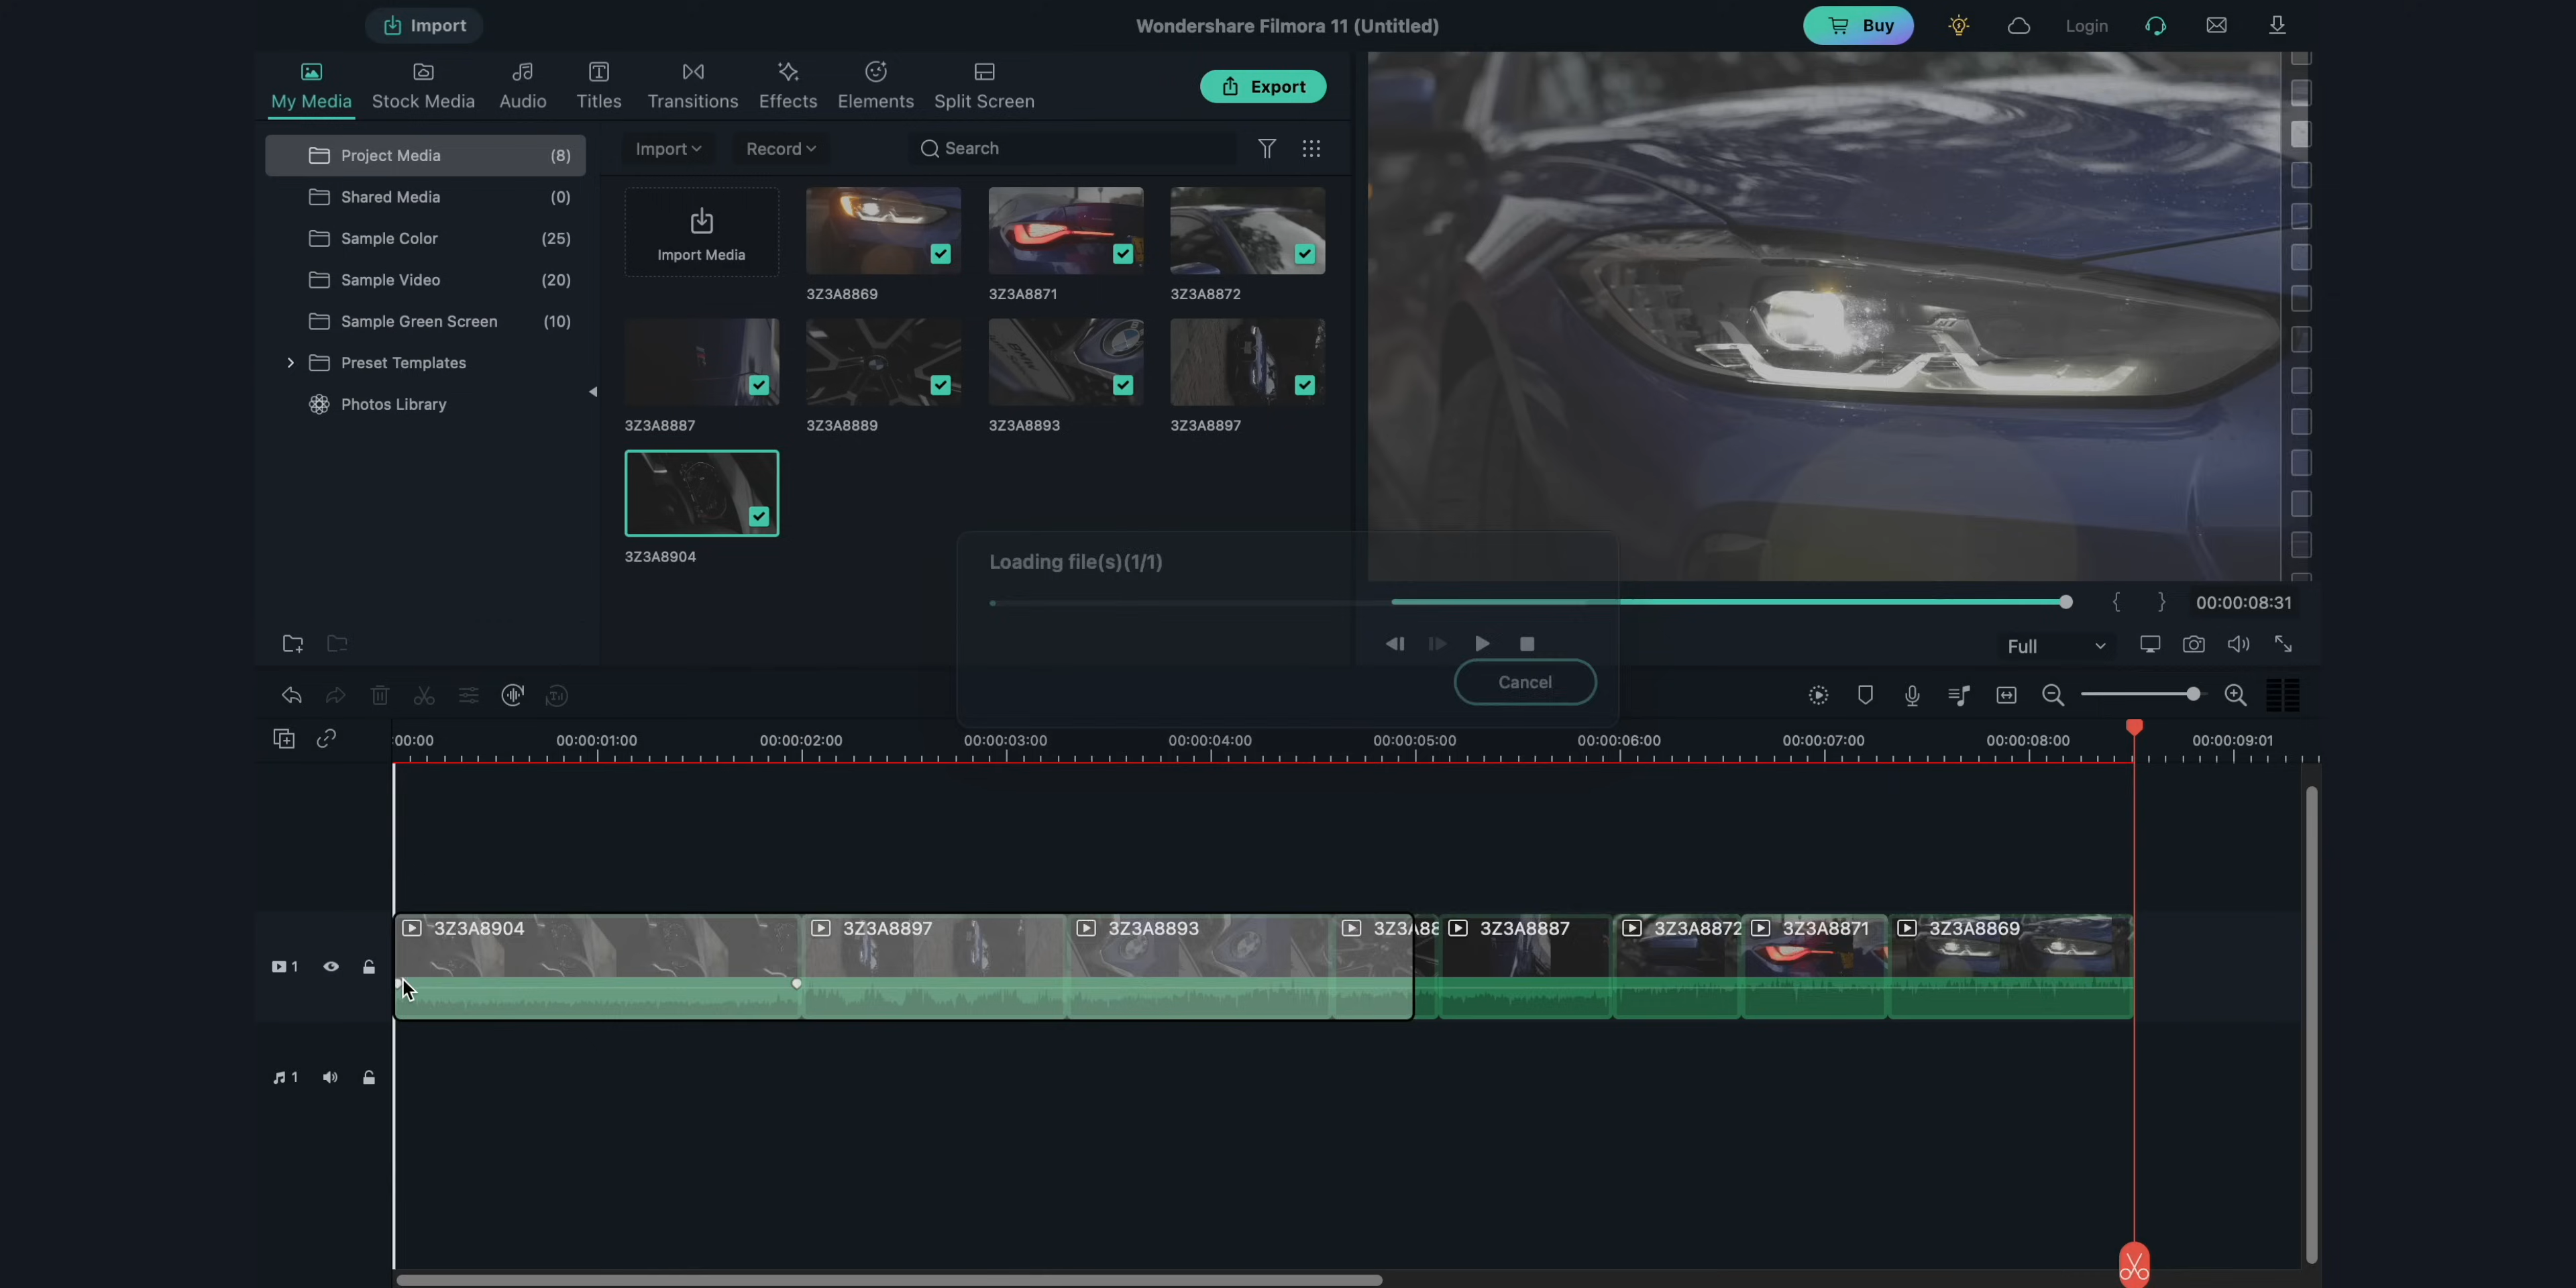 Import
Wondershare Filmora 11 (Untitled)
Buy
Login
My Media
Stock Media
Audio
Titles
Transitions
Effects
Elements
Split Screen
Export
Project Media (8)
Shared Media (0)
Sample Color (25)
Sample Video (20)
Sample Green Screen (10)
Preset Templates
Photos Library
Import
Record
Search
Import Media
3Z3A8869
3Z3A8871
3Z3A8872
3Z3A8887
3Z3A8889
3Z3A8893
3Z3A8897
3Z3A8904
Loading file(s)(1/1)
Cancel
{ } 00:00:08:31
Full
:00:00 00:00:01:00 00:00:02:00 00:00:03:00 00:00:04:00 00:00:05:00 00:00:06:00 00:00:07:00 00:00:08:00 00:00:09:01
3Z3A8904 3Z3A8897 3Z3A8893 3Z3A88 3Z3A8887 3Z3A8872 3Z3A8871 3Z3A8869
1
1